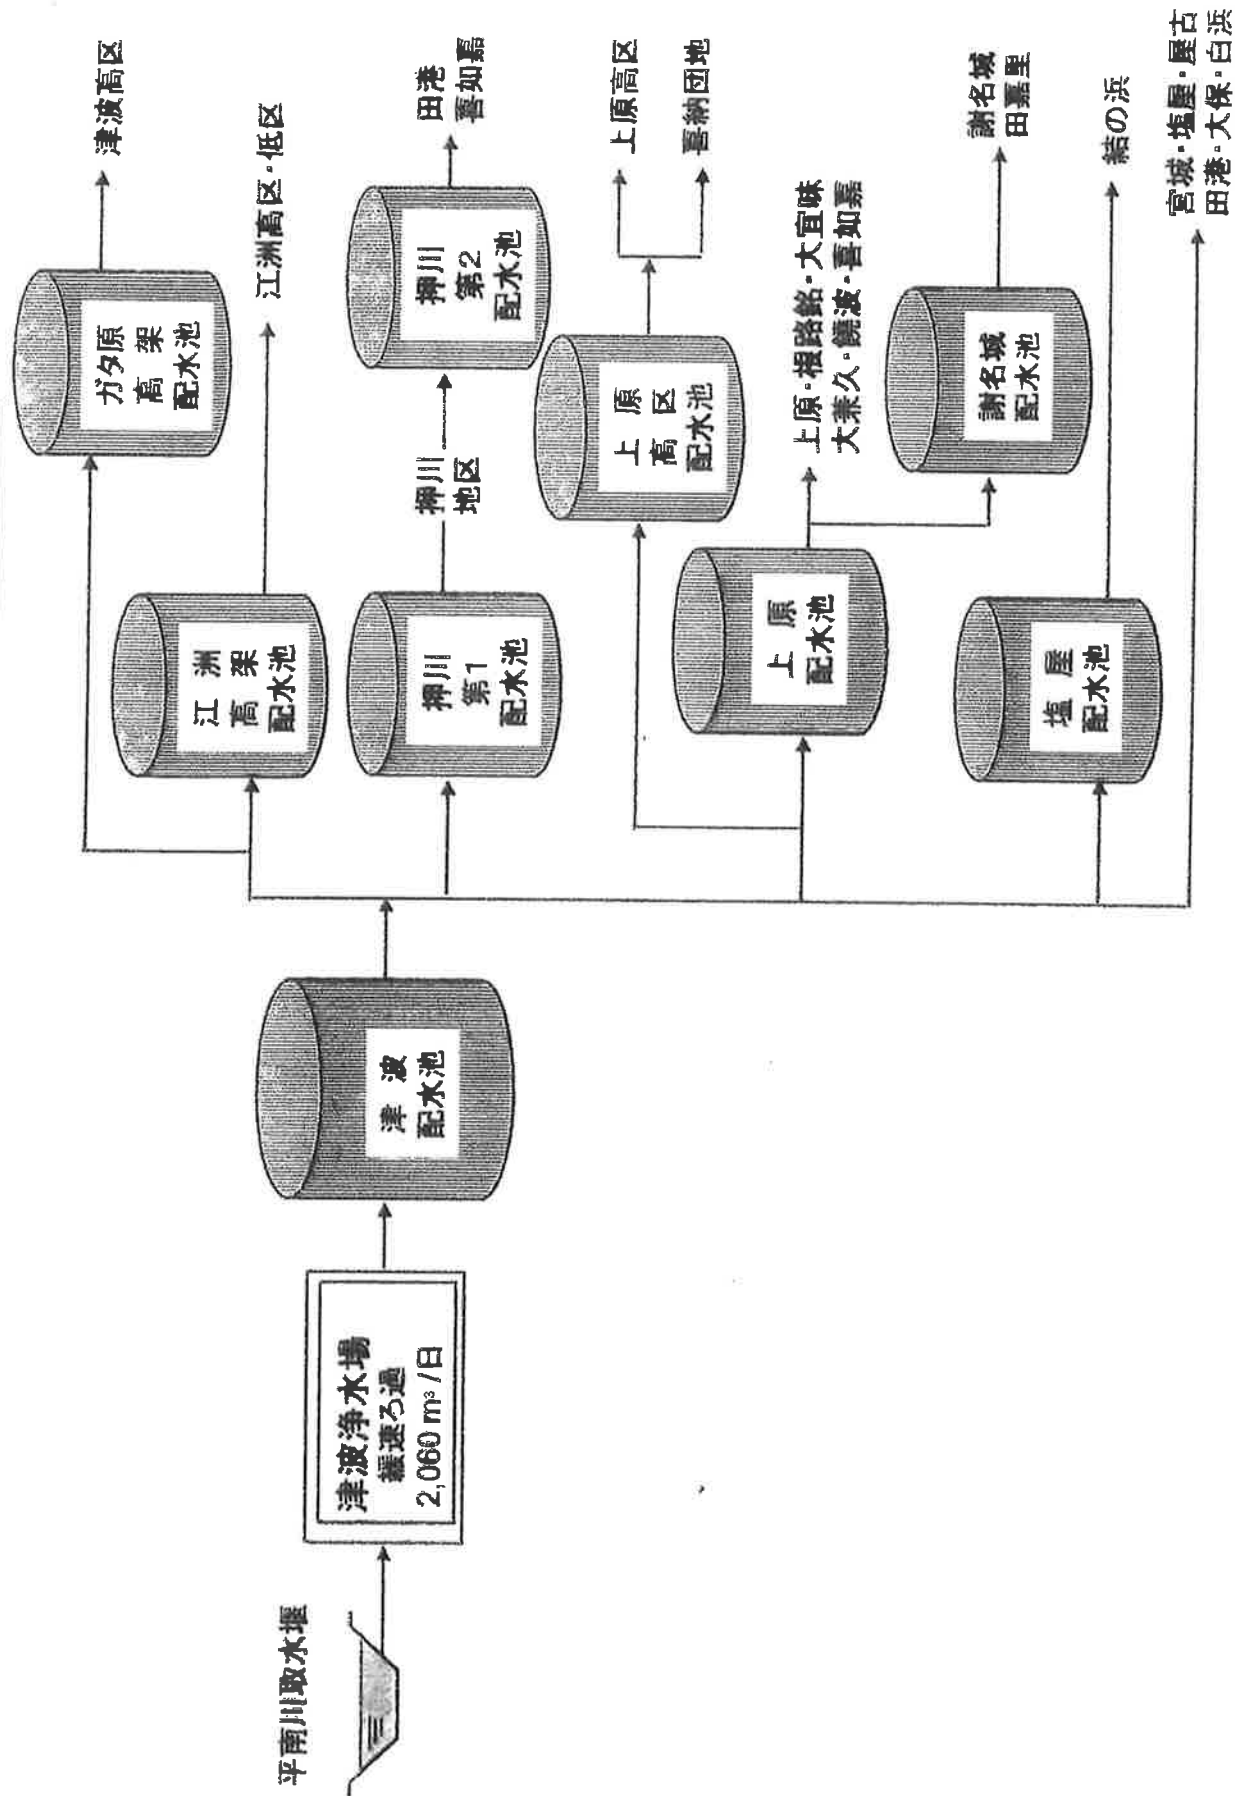 平南川取水堰
津波浄水場
緩速ろ過
2,060 m³/日
津 波
配水池
ガタ原
高 架
配水池
津波高区
江 洲
高 架
配水池
江洲高区・低区
押川
第1
配水池
押川
地区
押川
第2
配水池
田港
喜如嘉
上 原
高 区
配水池
上原高区
喜納団地
上 原
配水池
上原・根路銘・大宜味
大兼久・饒波・喜如嘉
謝名城
配水池
謝名城
田嘉里
塩 屋
配水池
結の浜
宮城・塩屋・屋古
田港・大保・白浜